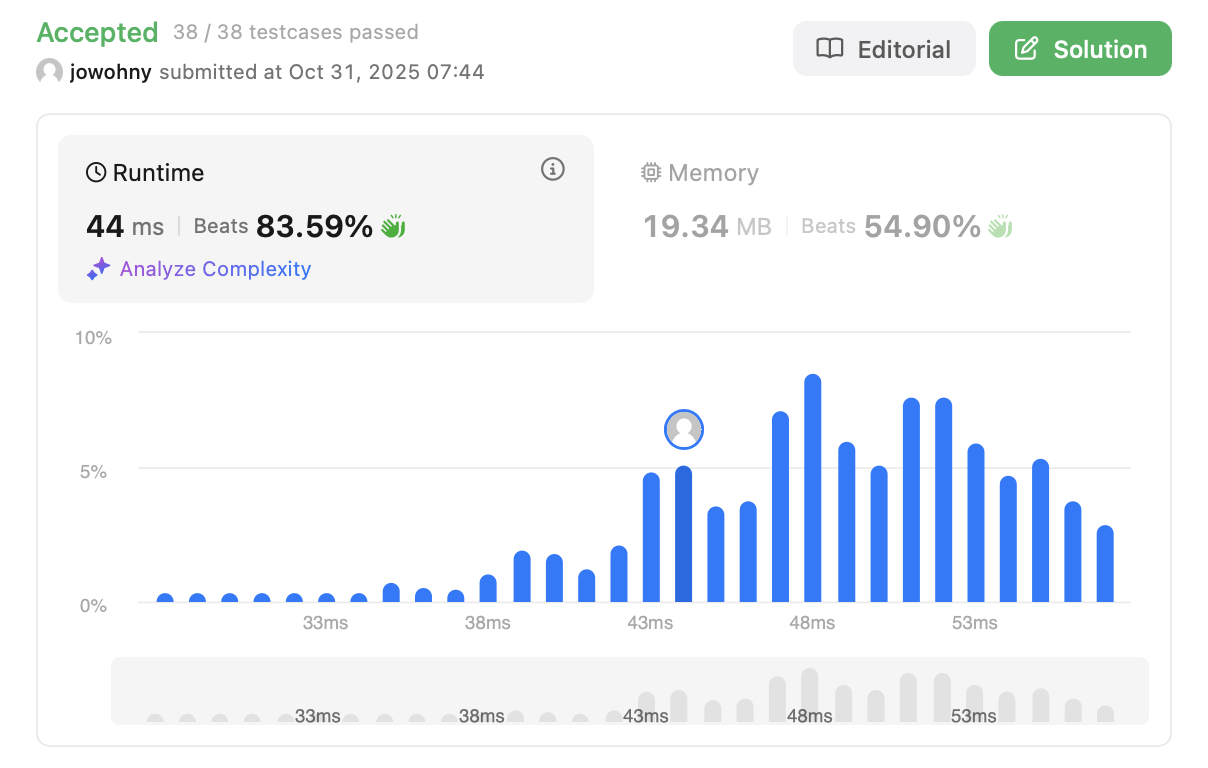 Accepted 38 / 38 testcases passed
jowohny submitted at Oct 31, 2025 07:44
Editorial
Solution
Runtime
44 ms Beats 83.59%
Analyze Complexity
Memory
19.34 MB Beats 54.90%
10%
5%
0%
33ms 38ms 43ms 48ms 53ms
33ms 38ms 43ms 48ms 53ms